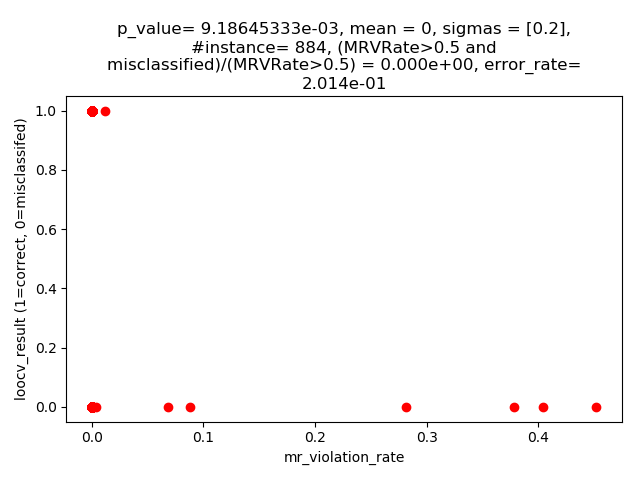 p_value= 9.18645333e-03, mean = 0, sigmas = [0.2],
#instance= 884, (MRVRate>0.5 and
misclassified)/(MRVRate>0.5) = 0.000e+00, error_rate=
2.014e-01
loocv_result (1=correct, 0=misclassifed)
1.0
0.8
0.6
0.4
0.2
0.0
0.0 0.1 0.2 0.3 0.4
mr_violation_rate